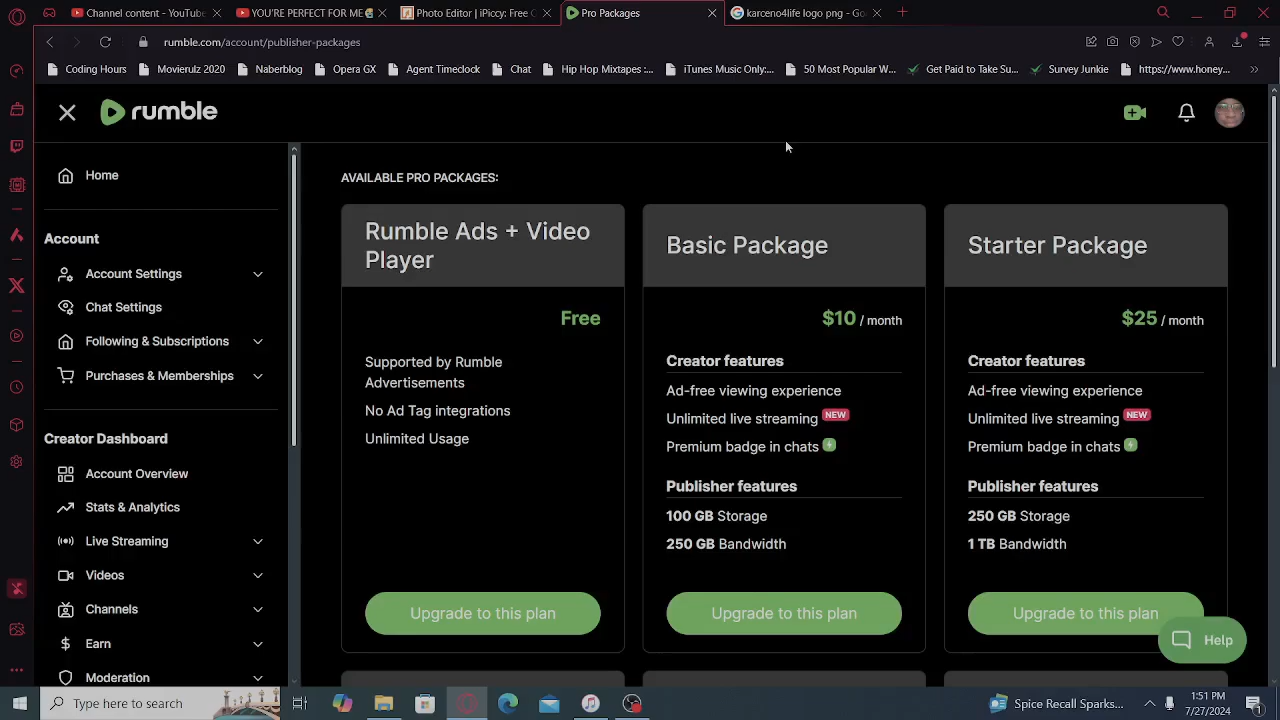 Channel content - YouTube
YOU'RE PERFECT FOR ME
Photo Editor | iPiccy: Free O
Pro Packages
karceno4life logo png - Go
rumble.com/account/publisher-packages
Coding Hours
Movierulz 2020
Naberblog
Opera GX
Agent Timeclock
Chat
Hip Hop Mixtapes :...
iTunes Music Only:...
50 Most Popular W...
Get Paid to Take Su...
Survey Junkie
https://www.honey...
rumble
Home
Account
Account Settings
Chat Settings
Following & Subscriptions
Purchases & Memberships
Creator Dashboard
Account Overview
Stats & Analytics
Live Streaming
Videos
Channels
Earn
Moderation
AVAILABLE PRO PACKAGES:
Rumble Ads + Video
Player
Free
Supported by Rumble
Advertisements
No Ad Tag integrations
Unlimited Usage
Upgrade to this plan
Basic Package
$10 / month
Creator features
Ad-free viewing experience
Unlimited live streaming NEW
Premium badge in chats
Publisher features
100 GB Storage
250 GB Bandwidth
Upgrade to this plan
Starter Package
$25 / month
Creator features
Ad-free viewing experience
Unlimited live streaming NEW
Premium badge in chats
Publisher features
250 GB Storage
1 TB Bandwidth
Upgrade to this plan
Help
Type here to search
Spice Recall Sparks...
1:51 PM
7/27/2024